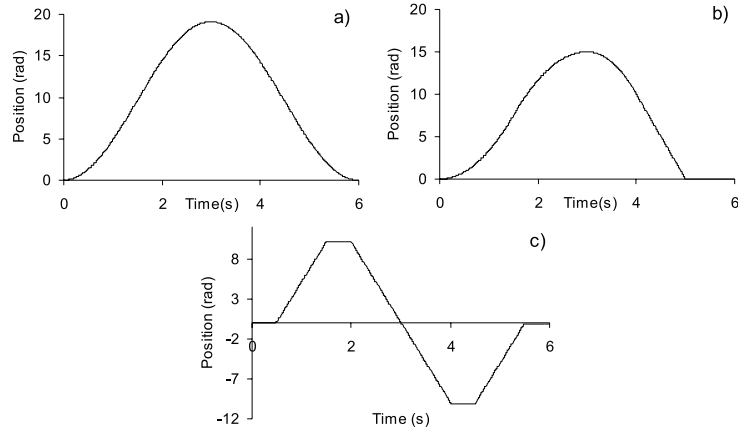 a)
20
15
10
5
0
Position (rad)
0 2 4 6
Time(s)
b)
20
15
10
5
0
Position (rad)
0 2 4 6
Time(s)
c)
8
3
-2
-7
-12
Position (rad)
0 2 4 6
Time (s)